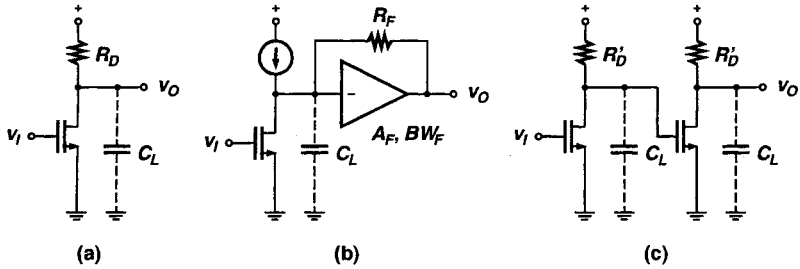 +
R_D
v_O
v_I
C_L
(a)
+
R_F
−
v_O
A_F, BW_F
v_I
C_L
(b)
+
+
R'_D
R'_D
v_O
v_I
C_L
C_L
(c)